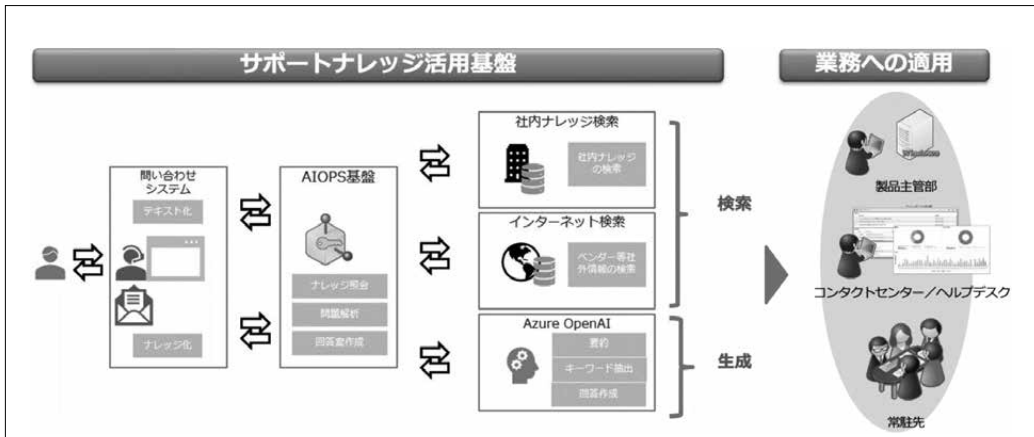 サポートナレッジ活用基盤
業務への適用
問い合わせ
システム
テキスト化
ナレッジ化
AIOPS基盤
ナレッジ照会
問題解析
回答案作成
社内ナレッジ検索
社内ナレッジ
の検索
インターネット検索
ベンダー等社
外情報の検索
Azure OpenAI
要約
キーワード抽出
回答作成
検索
生成
Windows
製品主管部
コンタクトセンター／ヘルプデスク
常駐先